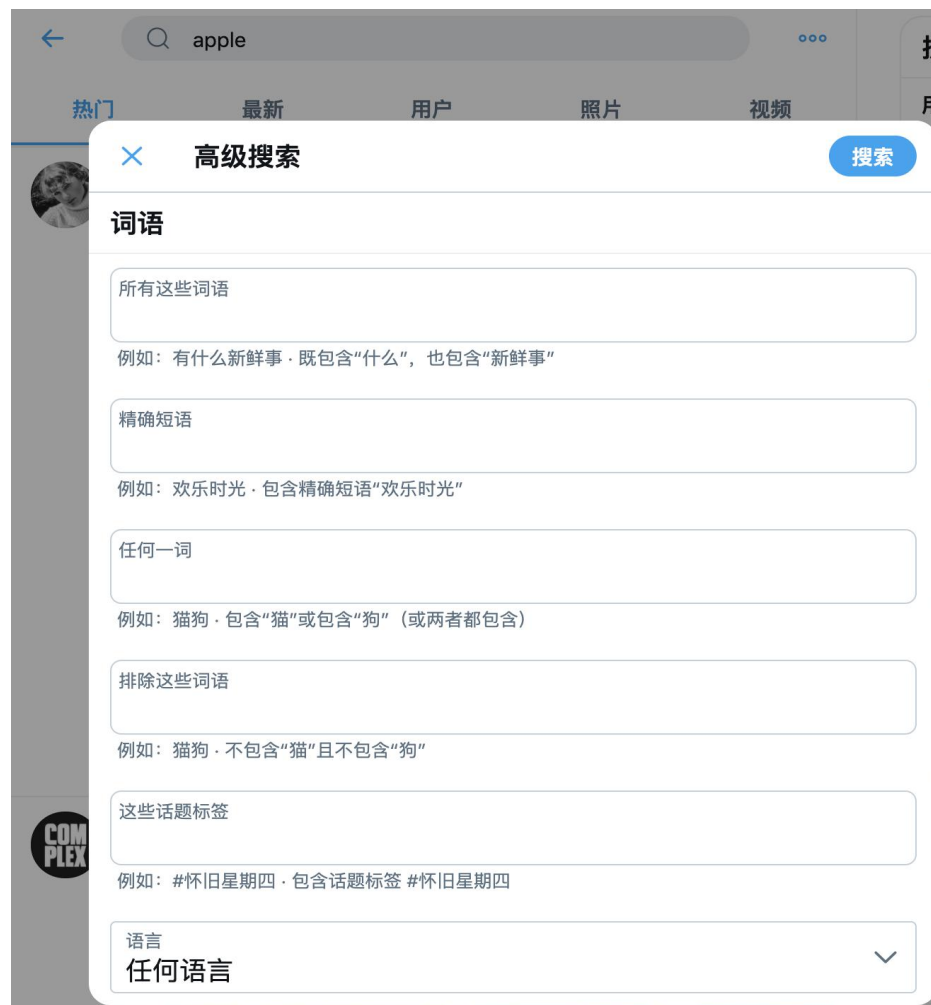 apple
热门 最新 用户 照片 视频
高级搜索 搜索
词语
所有这些词语
例如：有什么新鲜事 · 既包含“什么”，也包含“新鲜事”
精确短语
例如：欢乐时光 · 包含精确短语“欢乐时光”
任何一词
例如：猫狗 · 包含“猫”或包含“狗”（或两者都包含）
排除这些词语
例如：猫狗 · 不包含“猫”且不包含“狗”
这些话题标签
COM
PLEX
例如：#怀旧星期四 · 包含话题标签 #怀旧星期四
语言
任何语言